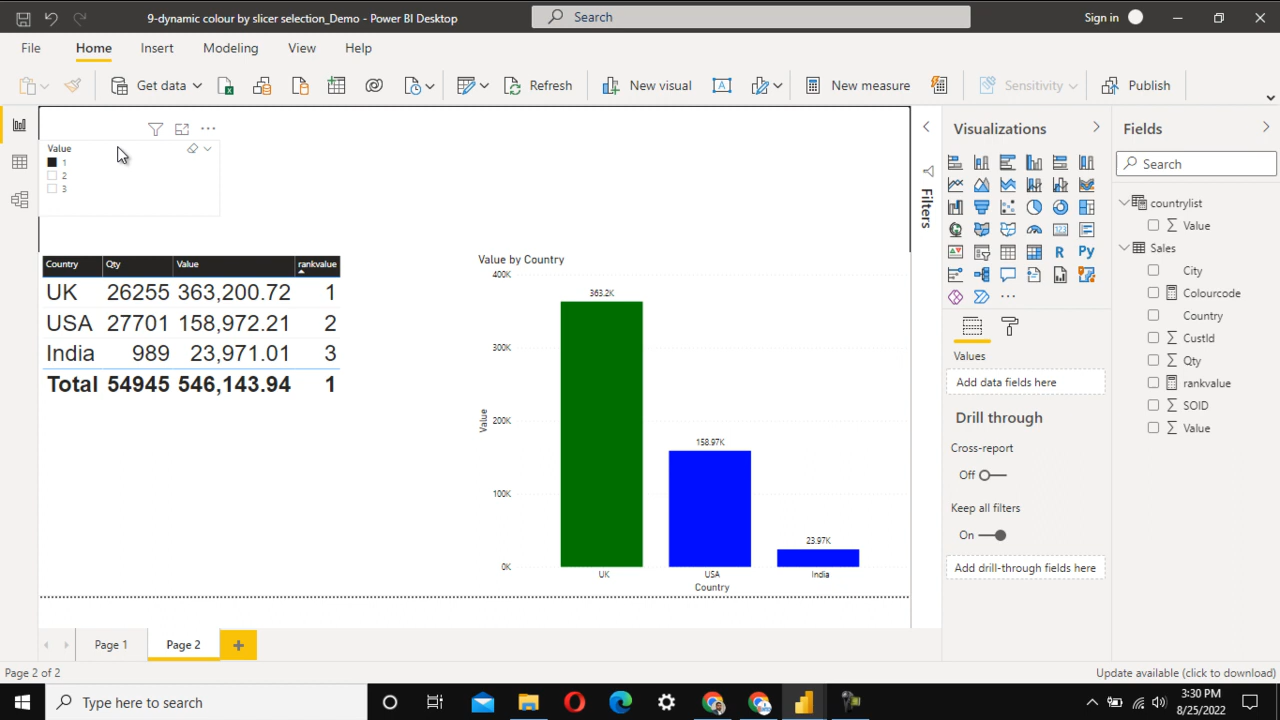 9-dynamic colour by slicer selection_Demo - Power BI Desktop
Search
Sign in
File Home Insert Modeling View Help
Get data
Refresh
New visual
New measure
Sensitivity
Publish
Value
1
2
3
Country Qty Value rankvalue
UK 26255 363,200.72 1
USA 27701 158,972.21 2
India 989 23,971.01 3
Total 54945 546,143.94 1
Value by Country
400K
363.2K
300K
200K
158.97K
100K
23.97K
0K
Value
UK USA India
Country
Filters
Visualizations
R Py
123
Values
Add data fields here
Drill through
Cross-report
Off
Keep all filters
On
Add drill-through fields here
Fields
Search
countrylist
Value
Sales
City
Colourcode
Country
CustId
Qty
rankvalue
SOID
Value
Page 1 Page 2
Page 2 of 2
Update available (click to download)
Type here to search
3:30 PM
8/25/2022